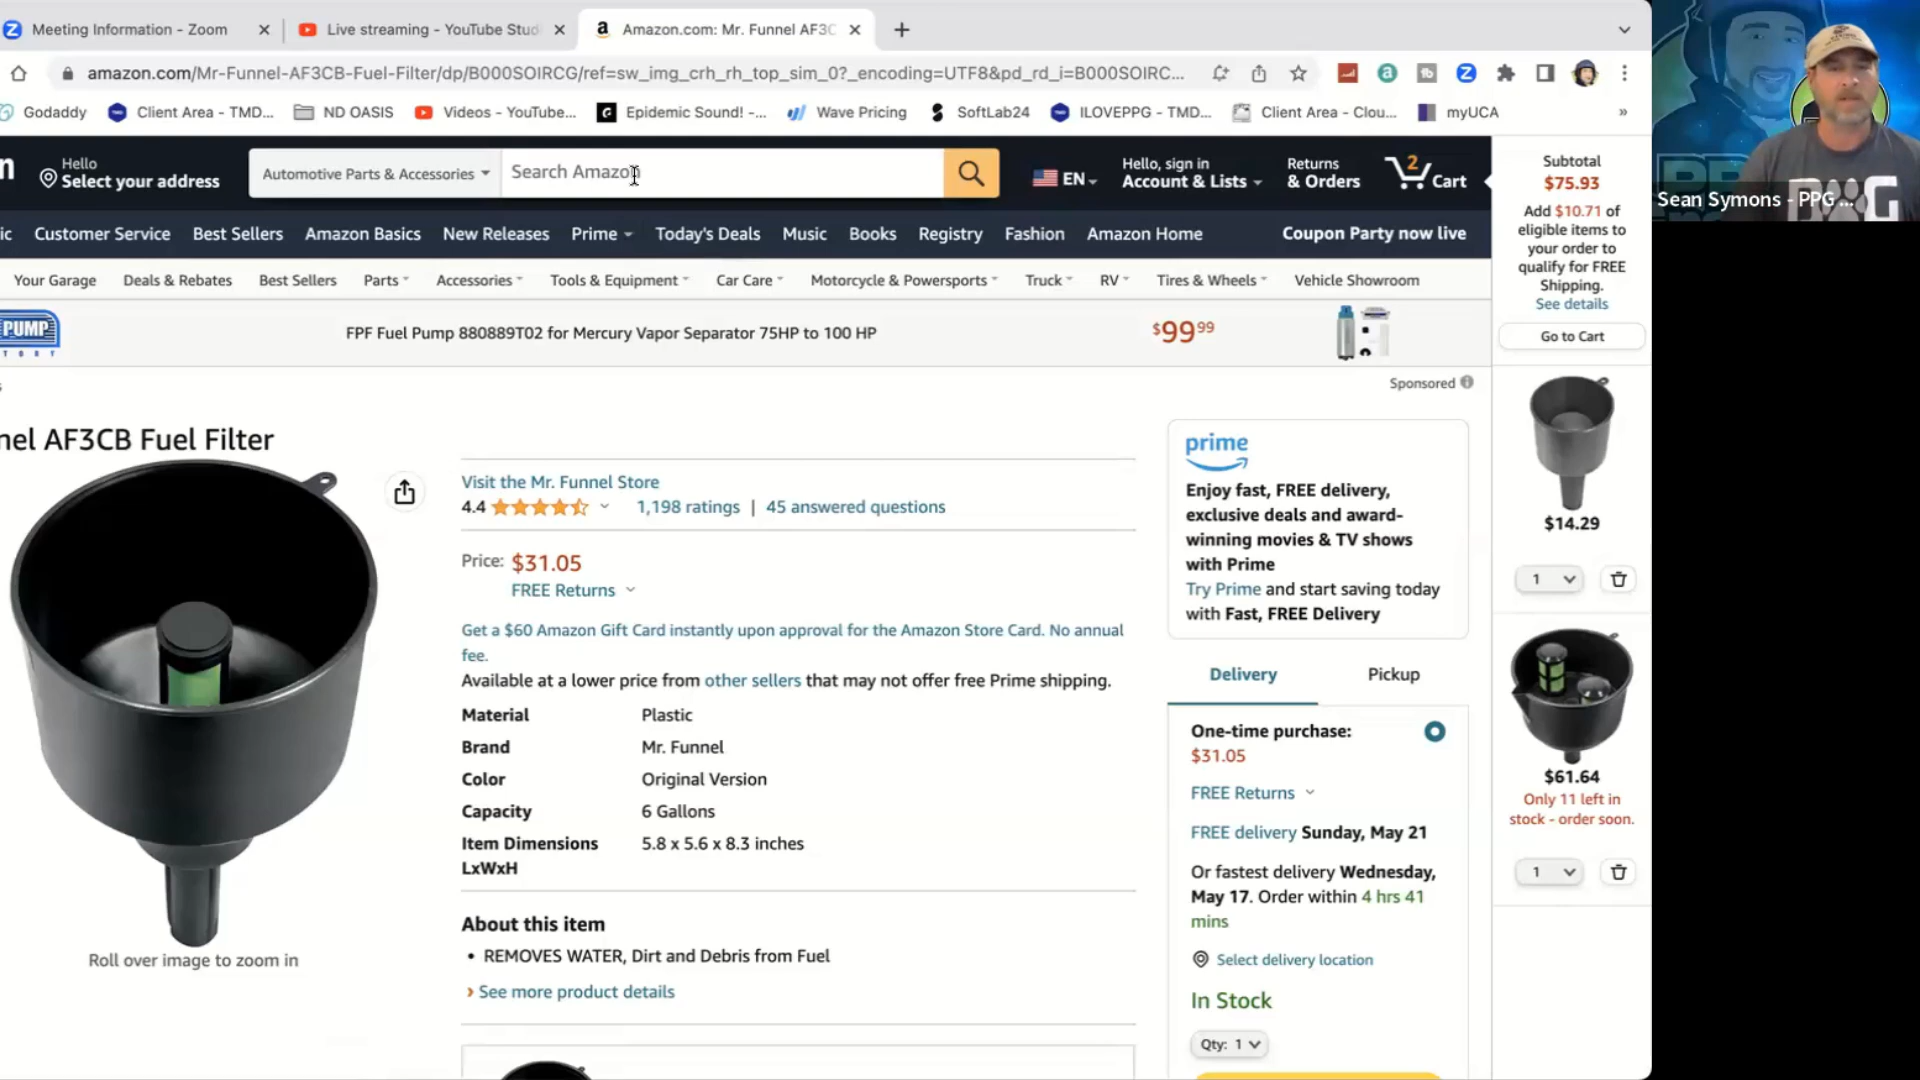 Meeting Information - Zoom
Live streaming - YouTube Stud
Amazon.com: Mr. Funnel AF3C
amazon.com/Mr-Funnel-AF3CB-Fuel-Filter/dp/B000SOIRCG/ref=sw_img_crh_rh_top_sim_0?_encoding=UTF8&pd_rd_i=B000SOIRC...
Godaddy
Client Area - TMD...
ND OASIS
Videos - YouTube...
Epidemic Sound! -...
Wave Pricing
SoftLab24
ILOVEPPG - TMD...
Client Area - Clou...
myUCA
»
Hello
Select your address
Automotive Parts & Accessories
Search Amazon
EN
Hello, sign in
Account & Lists
Returns
& Orders
2
Cart
ic
Customer Service
Best Sellers
Amazon Basics
New Releases
Prime
Today's Deals
Music
Books
Registry
Fashion
Amazon Home
Coupon Party now live
Your Garage
Deals & Rebates
Best Sellers
Parts
Accessories
Tools & Equipment
Car Care
Motorcycle & Powersports
Truck
RV
Tires & Wheels
Vehicle Showroom
PUMP
TORY
FPF Fuel Pump 880889T02 for Mercury Vapor Separator 75HP to 100 HP
$99.99
Sponsored
nel AF3CB Fuel Filter
Roll over image to zoom in
Visit the Mr. Funnel Store
4.4
1,198 ratings | 45 answered questions
Price: $31.05
FREE Returns
Get a $60 Amazon Gift Card instantly upon approval for the Amazon Store Card. No annual
fee.
Available at a lower price from other sellers that may not offer free Prime shipping.
Material Plastic
Brand Mr. Funnel
Color Original Version
Capacity 6 Gallons
Item Dimensions 5.8 x 5.6 x 8.3 inches
LxWxH
About this item
• REMOVES WATER, Dirt and Debris from Fuel
See more product details
prime
Enjoy fast, FREE delivery,
exclusive deals and award-
winning movies & TV shows
with Prime
Try Prime and start saving today
with Fast, FREE Delivery
Delivery
Pickup
One-time purchase:
$31.05
FREE Returns
FREE delivery Sunday, May 21
Or fastest delivery Wednesday,
May 17. Order within 4 hrs 41
mins
Select delivery location
In Stock
Qty: 1
Subtotal
$75.93
Add $10.71 of
eligible items to
your order to
qualify for FREE
Shipping.
See details
Go to Cart
$14.29
1
$61.64
Only 11 left in
stock - order soon.
1
Sean Symons - PPG ...